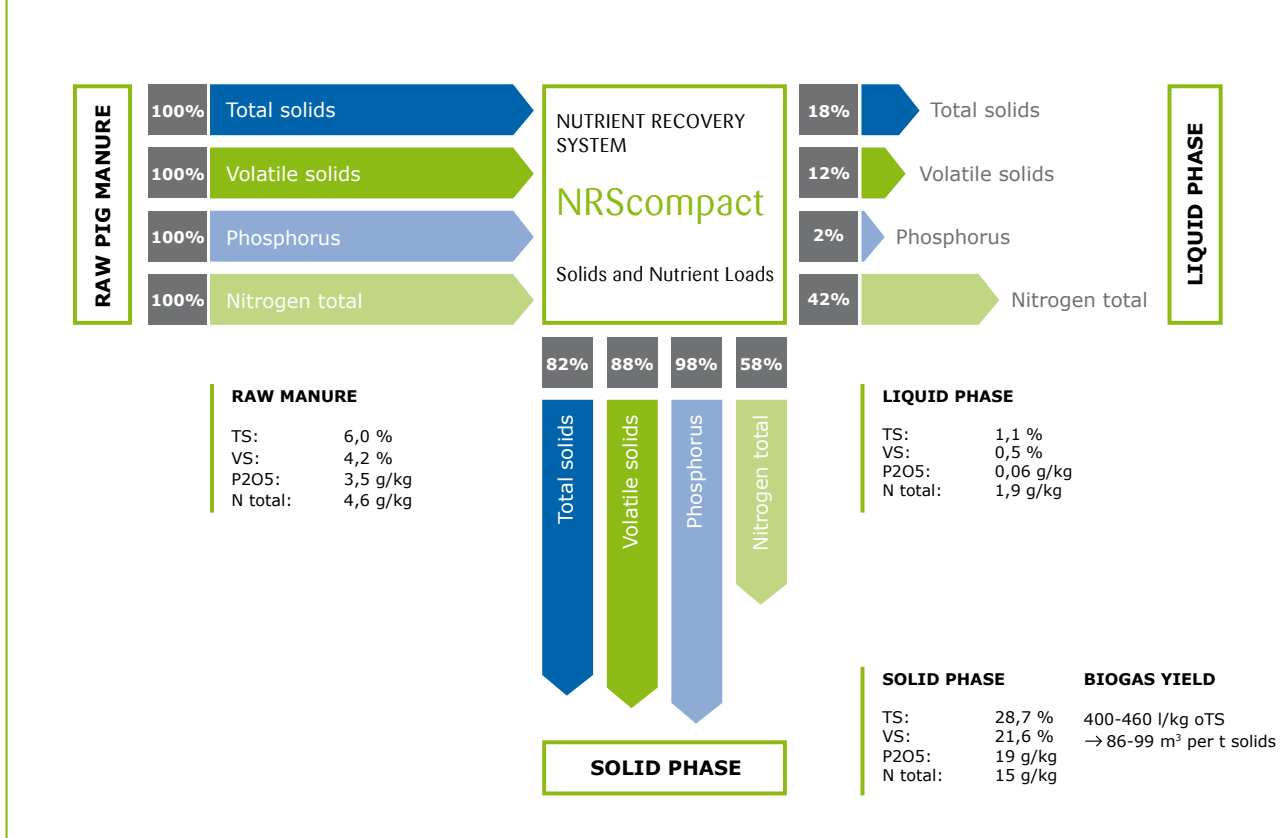 RAW PIG MANURE
100% Total solids
100% Volatile solids
100% Phosphorus
100% Nitrogen total
NUTRIENT RECOVERY
SYSTEM
NRScompact
Solids and Nutrient Loads
18% Total solids
12% Volatile solids
2% Phosphorus
42% Nitrogen total
LIQUID PHASE
82% 88% 98% 58%
Total solids
Volatile solids
Phosphorus
Nitrogen total
RAW MANURE
TS: 6,0 %
VS: 4,2 %
P2O5: 3,5 g/kg
N total: 4,6 g/kg
LIQUID PHASE
TS: 1,1 %
VS: 0,5 %
P2O5: 0,06 g/kg
N total: 1,9 g/kg
SOLID PHASE
SOLID PHASE
TS: 28,7 %
VS: 21,6 %
P2O5: 19 g/kg
N total: 15 g/kg
BIOGAS YIELD
400-460 l/kg oTS
→ 86-99 m³ per t solids